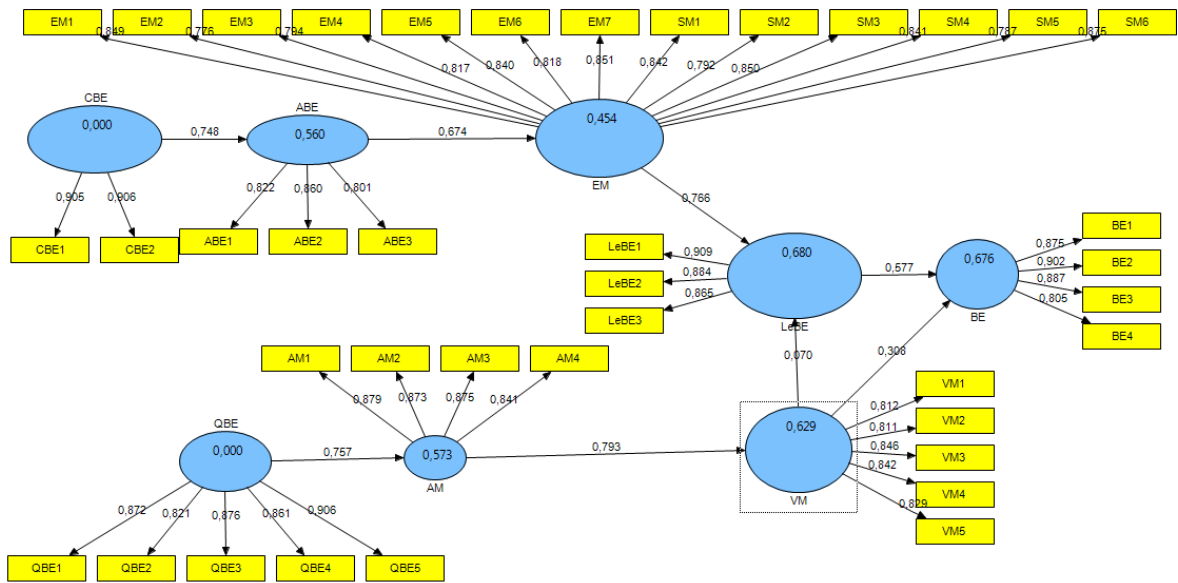 EM1 EM2 EM3 EM4 EM5 EM6 EM7 SM1 SM2 SM3 SM4 SM5 SM6
0,849 0,776 0,794 0,841 0,787 0,875
0,817 0,840 0,818 0,851 0,842 0,792 0,850
CBE ABE
0,000 0,748 0,560 0,674 0,454
EM
0,905 0,906 0,822 0,860 0,801 0,766
CBE1 CBE2 ABE1 ABE2 ABE3
LeBE1 0,909 0,680 0,577 0,676 0,875 BE1
LeBE2 0,884 0,902 BE2
LeBE3 0,865 LeBE BE 0,887 BE3
0,805 BE4
AM1 AM2 AM3 AM4 0,070 0,308
0,879 0,873 0,875 0,841
QBE
0,000 0,757 0,573 0,793 0,629
AM VM
0,812 VM1
0,811 VM2
0,846 VM3
0,842 VM4
0,829 VM5
0,872 0,821 0,876 0,861 0,906
QBE1 QBE2 QBE3 QBE4 QBE5